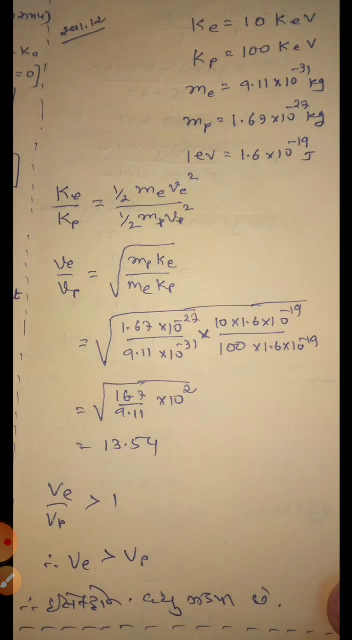 2011.12
Ke = 10 KeV
Kp = 100 KeV
me = 9.11×10^-31 kg
mp = 1.67×10^-27 kg
1eV = 1.6×10^-19 J
Ke/Kp = ½ me ve² / ½ mp vp²
Ve/Vp = √(mp Ke / me Kp)
= √(1.67×10^-27 / 9.11×10^-31 × 10×1.6×10^-19 / 100×1.6×10^-19)
= √(167/9.11 ×10²)
= 13.54
Ve/Vp > 1
∴ Ve > Vp
∴ ઇલેક્ટ્રોન વધુ ઝડપી છે.